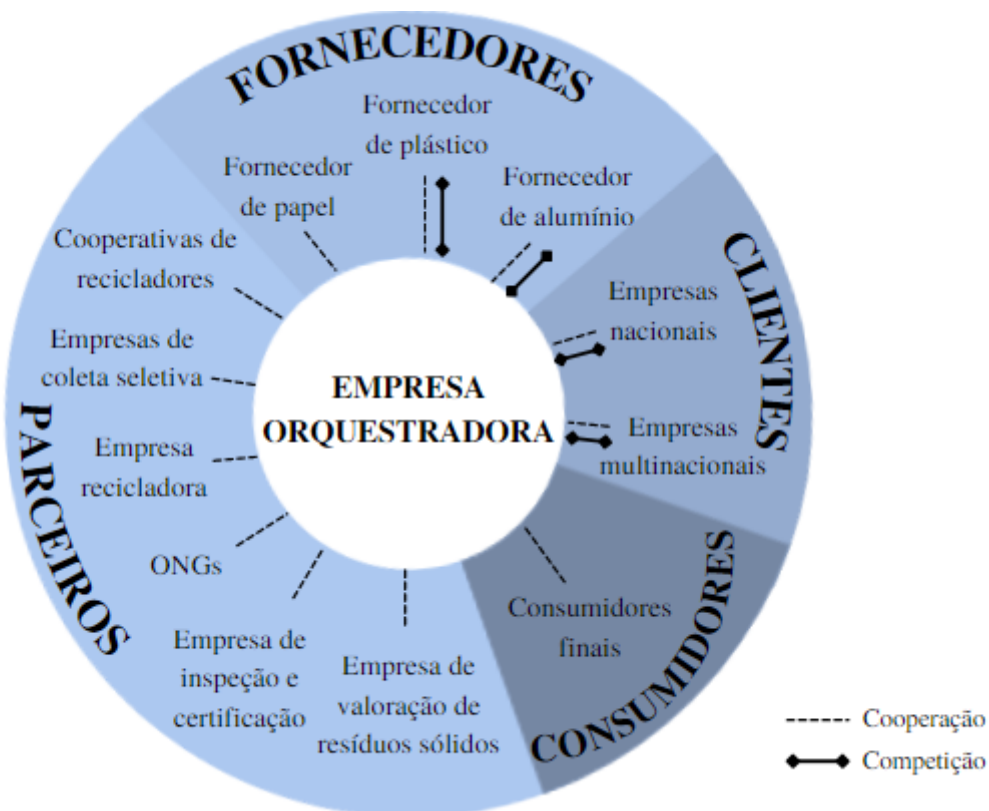 FORNECEDORES
Fornecedor
de plástico
Fornecedor
de papel
Fornecedor
de alumínio
CLIENTES
Empresas
nacionais
Empresas
multinacionais
CONSUMIDORES
Consumidores
finais
PARCEIROS
Cooperativas de
recicladores
Empresas de
coleta seletiva
Empresa
recicladora
ONGs
Empresa de
inspeção e
certificação
Empresa de
valoração de
resíduos sólidos
EMPRESA
ORQUESTRADORA
Cooperação
Competição